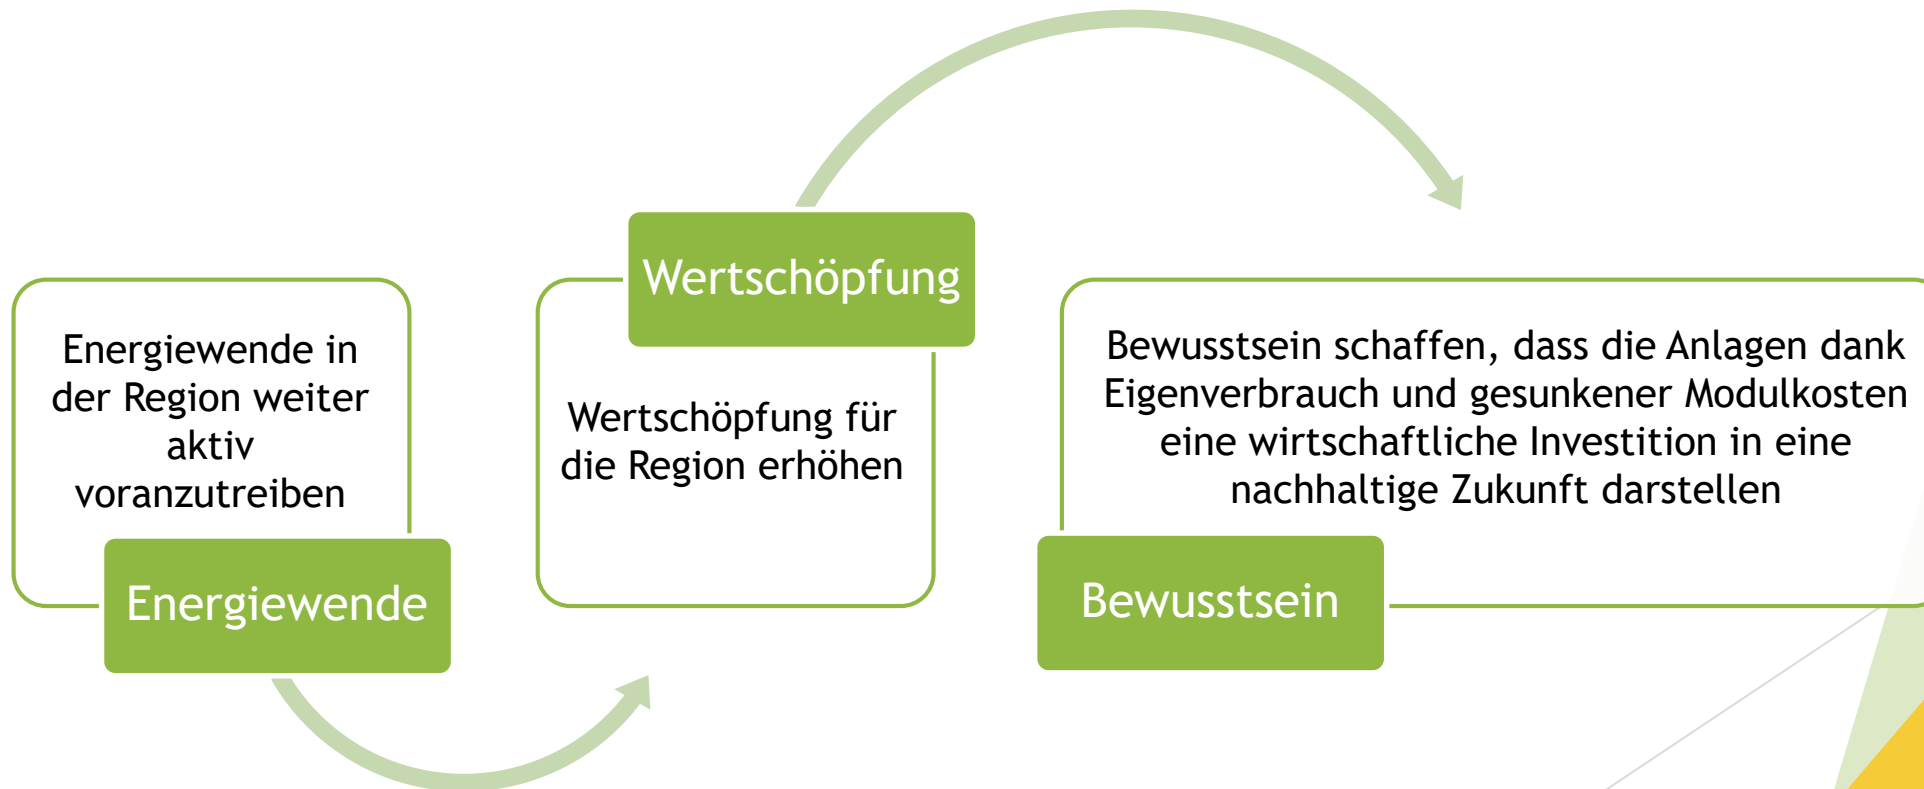 Energiewende in
der Region weiter
aktiv
voranzutreiben
Energiewende
Wertschöpfung
Wertschöpfung für
die Region erhöhen
Bewusstsein schaffen, dass die Anlagen dank
Eigenverbrauch und gesunkener Modulkosten
eine wirtschaftliche Investition in eine
nachhaltige Zukunft darstellen
Bewusstsein